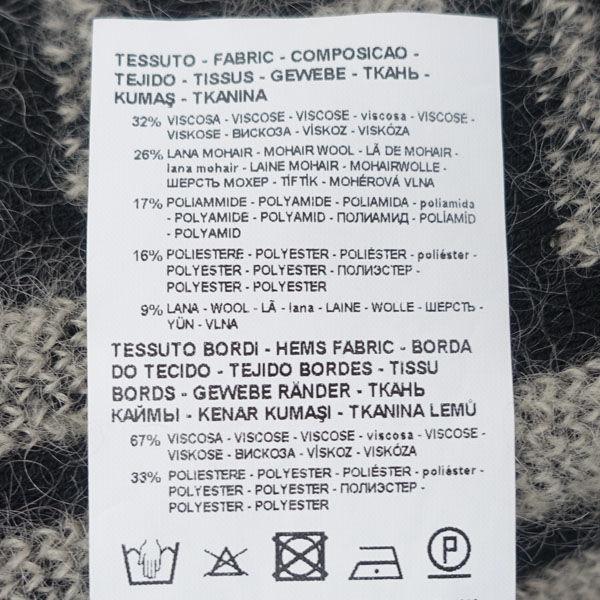 TESSUTO - FABRIC - COMPOSICAO -
TEJIDO - TISSUS - GEWEBE - ТКАНЬ -
KUMAŞ - TKANINA
32% VISCOSA - VISCOSE - VISCOSE - viscosa - VISCOSE -
VISKOSE - ВИСКОЗА - VİSKOZ - VISKÓZA
26% LANA MOHAIR - MOHAIR WOOL - LÃ DE MOHAIR -
lana mohair - LAINE MOHAIR - MOHAIRWOLLE -
ШЕРСТЬ МОХЕР - TİFTİK - MOHÉROVÁ VLNA
17% POLIAMMIDE - POLYAMIDE - POLIAMIDA - poliamida
- POLYAMIDE - POLYAMID - ПОЛИАМИД - POLİAMİD
- POLYAMID
16% POLIESTERE - POLYESTER - POLIÉSTER - poliéster -
POLYESTER - POLYESTER - ПОЛИЭСТЕР -
POLYESTER - POLYESTER
9% LANA - WOOL - LÃ - lana - LAINE - WOLLE - ШЕРСТЬ -
YÜN - VLNA
TESSUTO BORDI - HEMS FABRIC - BORDA
DO TECIDO - TEJIDO BORDES - TISSU
BORDS - GEWEBE RÄNDER - ТКАНЬ
КАЙМЫ - KENAR KUMAŞI - TKANINA LEMŮ
67% VISCOSA - VISCOSE - VISCOSE - viscosa - VISCOSE -
VISKOSE - ВИСКОЗА - VİSKOZ - VISKÓZA
33% POLIESTERE - POLYESTER - POLIÉSTER - poliéster -
POLYESTER - POLYESTER - ПОЛИЭСТЕР -
POLYESTER - POLYESTER
P